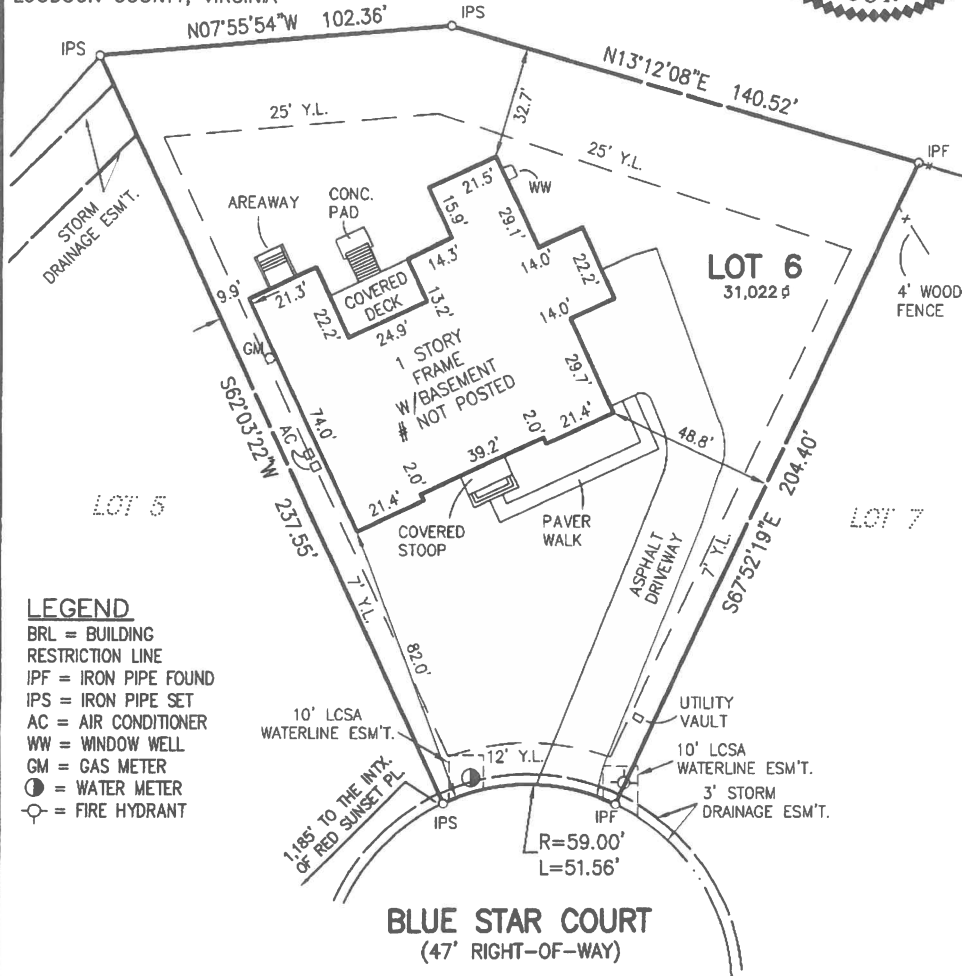 LOUDOUN COUNTY, VIRGINIA
IPS
N07°55'54"W 102.36'
IPS
N13°12'08"E 140.52'
IPF
25' Y.L.
32.7'
25' Y.L.
STORM
DRAINAGE ESM'T.
AREAWAY
CONC.
PAD
21.5'
WW
15.9'
29.1'
14.3'
14.0'
22.2'
LOT 6
31,022
4' WOOD
FENCE
9.9'
21.3'
COVERED
DECK
22.2'
24.9'
13.2'
14.0'
GM
1 STORY
FRAME
W/BASEMENT
# NOT POSTED
29.7'
S62°03'22"W 237.55'
74.0'
AC
2.0'
39.2'
2.0'
21.4'
48.8'
21.4'
COVERED
STOOP
PAVER
WALK
LOT 5
LOT 7
S67°52'19"E 204.40'
7' Y.L.
ASPHALT
DRIVEWAY
7' Y.L.
82.0'
LEGEND
BRL = BUILDING
RESTRICTION LINE
IPF = IRON PIPE FOUND
IPS = IRON PIPE SET
AC = AIR CONDITIONER
WW = WINDOW WELL
GM = GAS METER
= WATER METER
= FIRE HYDRANT
10' LCSA
WATERLINE ESM'T.
12' Y.L.
UTILITY
VAULT
10' LCSA
WATERLINE ESM'T.
3' STORM
DRAINAGE ESM'T.
1,185' TO THE INTX.
OF RED SUNSET PL.
IPS
IPF
R=59.00'
L=51.56'
BLUE STAR COURT
(47' RIGHT-OF-WAY)